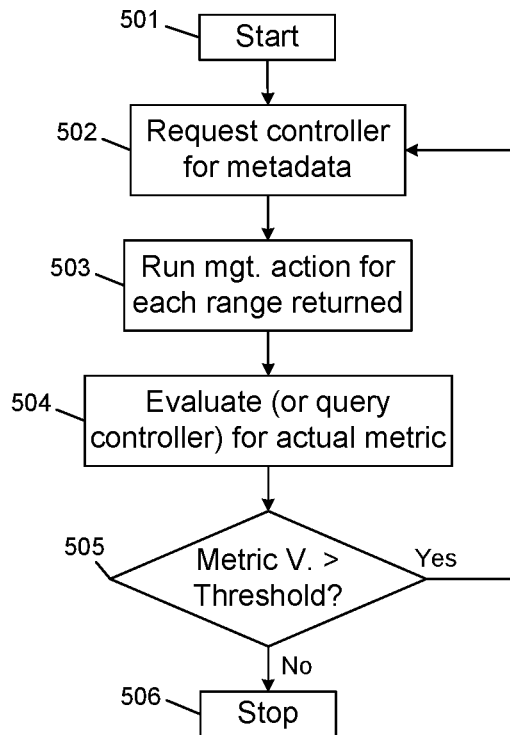 501
Start
502
Request controller
for metadata
503
Run mgt. action for
each range returned
504
Evaluate (or query
controller) for actual metric
505
Metric V. >
Threshold?
Yes
No
506
Stop